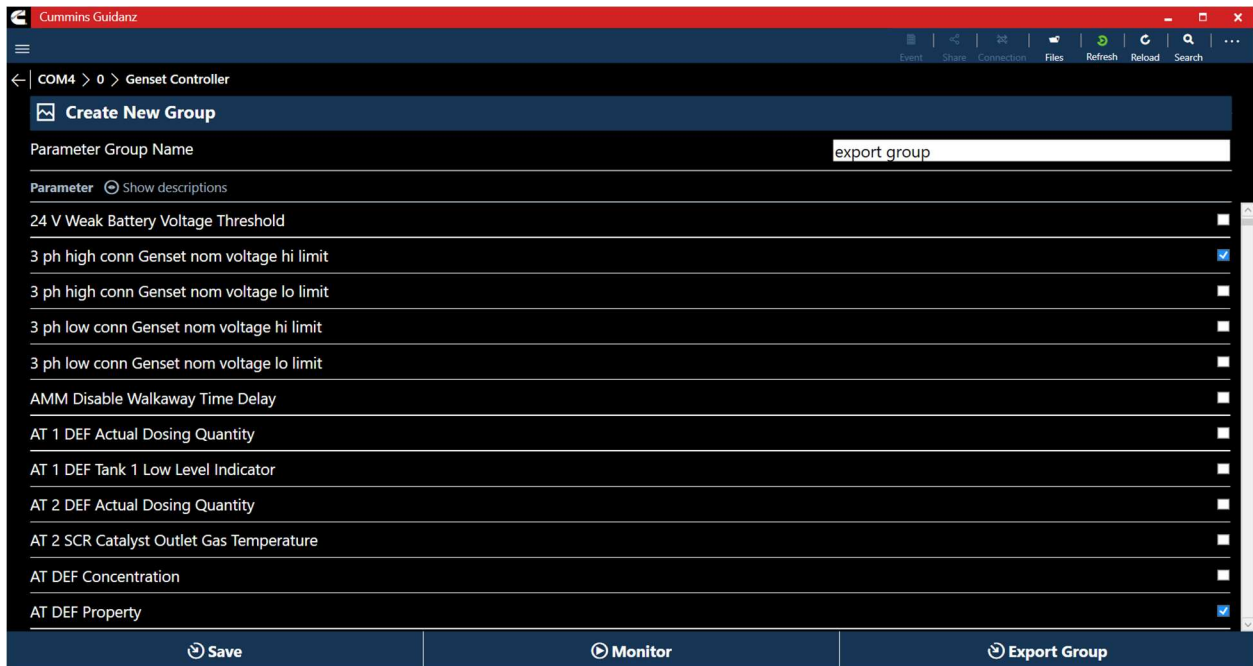 Cummins Guidanz
Event Share Connection Files Refresh Reload Search
COM4 > 0 > Genset Controller
Create New Group
Parameter Group Name export group
Parameter Show descriptions
24 V Weak Battery Voltage Threshold
3 ph high conn Genset nom voltage hi limit
3 ph high conn Genset nom voltage lo limit
3 ph low conn Genset nom voltage hi limit
3 ph low conn Genset nom voltage lo limit
AMM Disable Walkaway Time Delay
AT 1 DEF Actual Dosing Quantity
AT 1 DEF Tank 1 Low Level Indicator
AT 2 DEF Actual Dosing Quantity
AT 2 SCR Catalyst Outlet Gas Temperature
AT DEF Concentration
AT DEF Property
Save Monitor Export Group